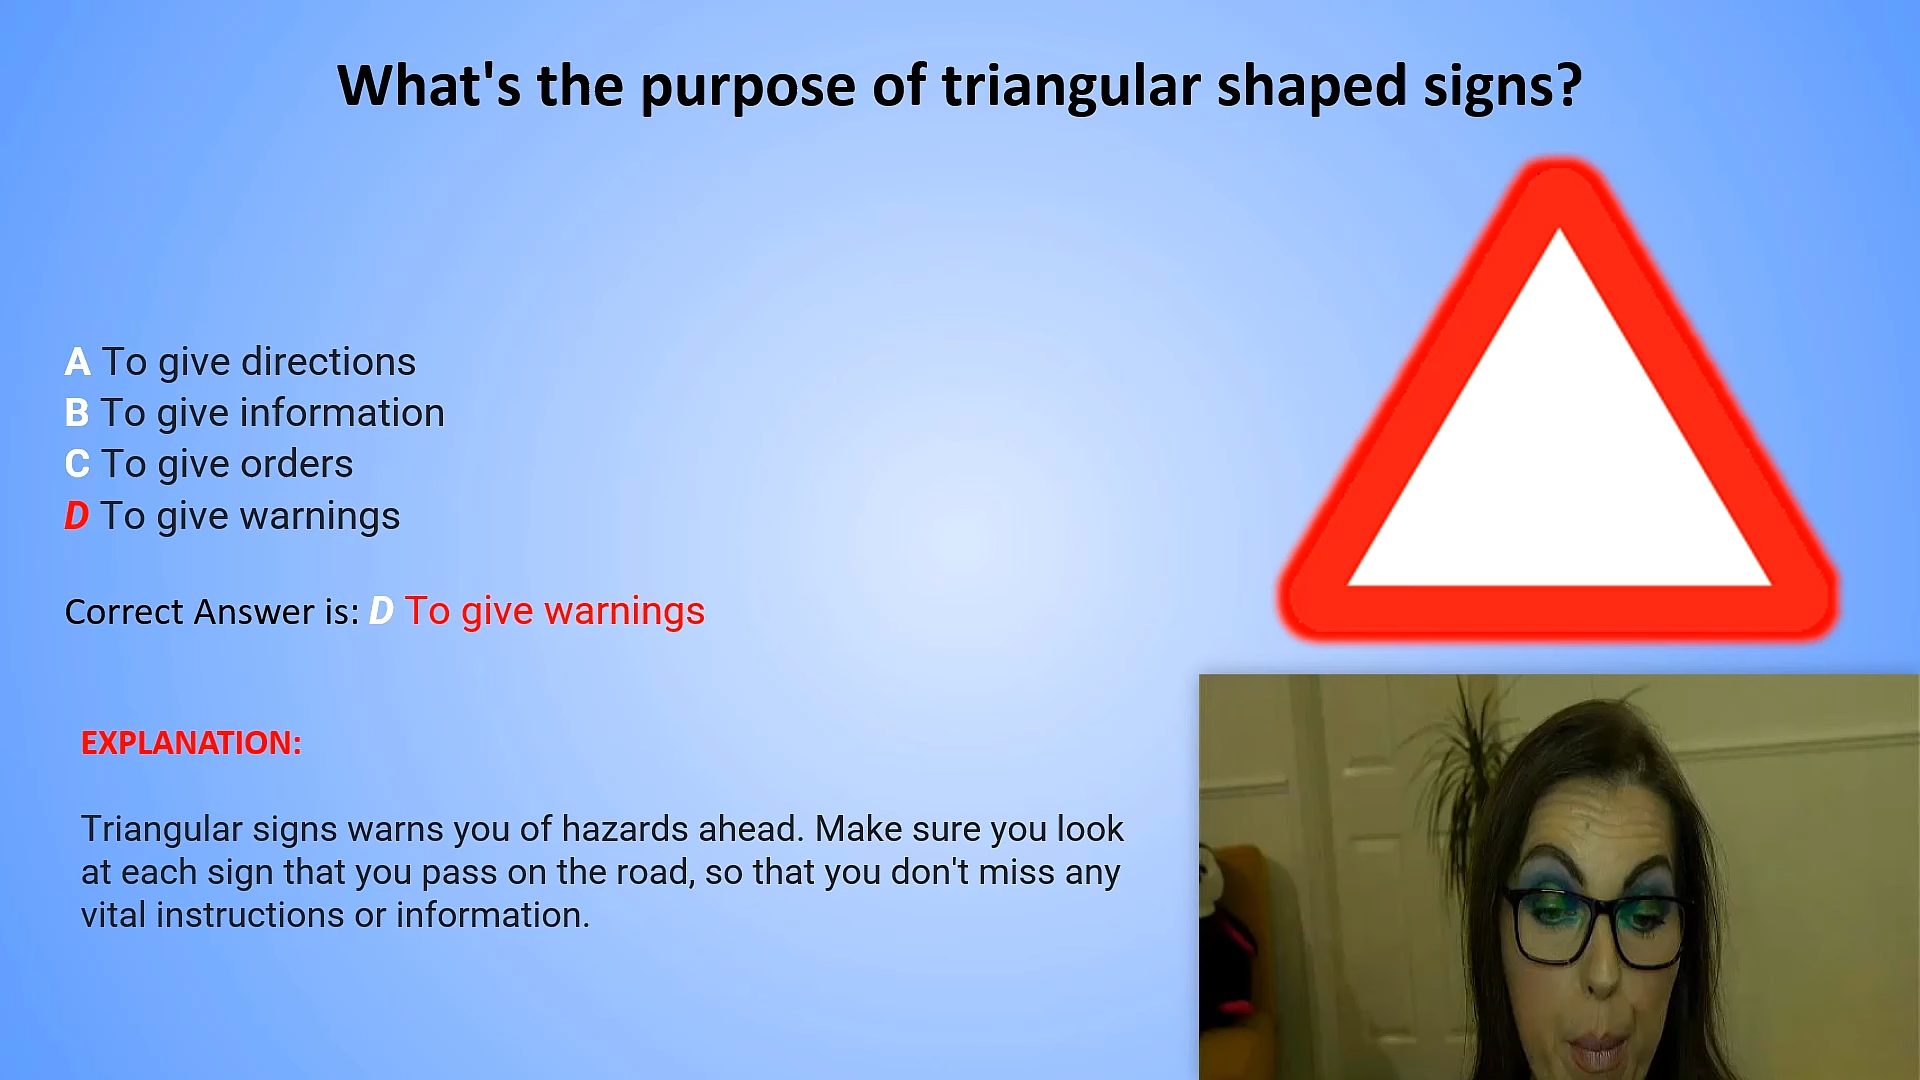 What's the purpose of triangular shaped signs?
A To give directions
B To give information
C To give orders
D To give warnings
Correct Answer is: D To give warnings
EXPLANATION:
Triangular signs warns you of hazards ahead. Make sure you look
at each sign that you pass on the road, so that you don't miss any
vital instructions or information.